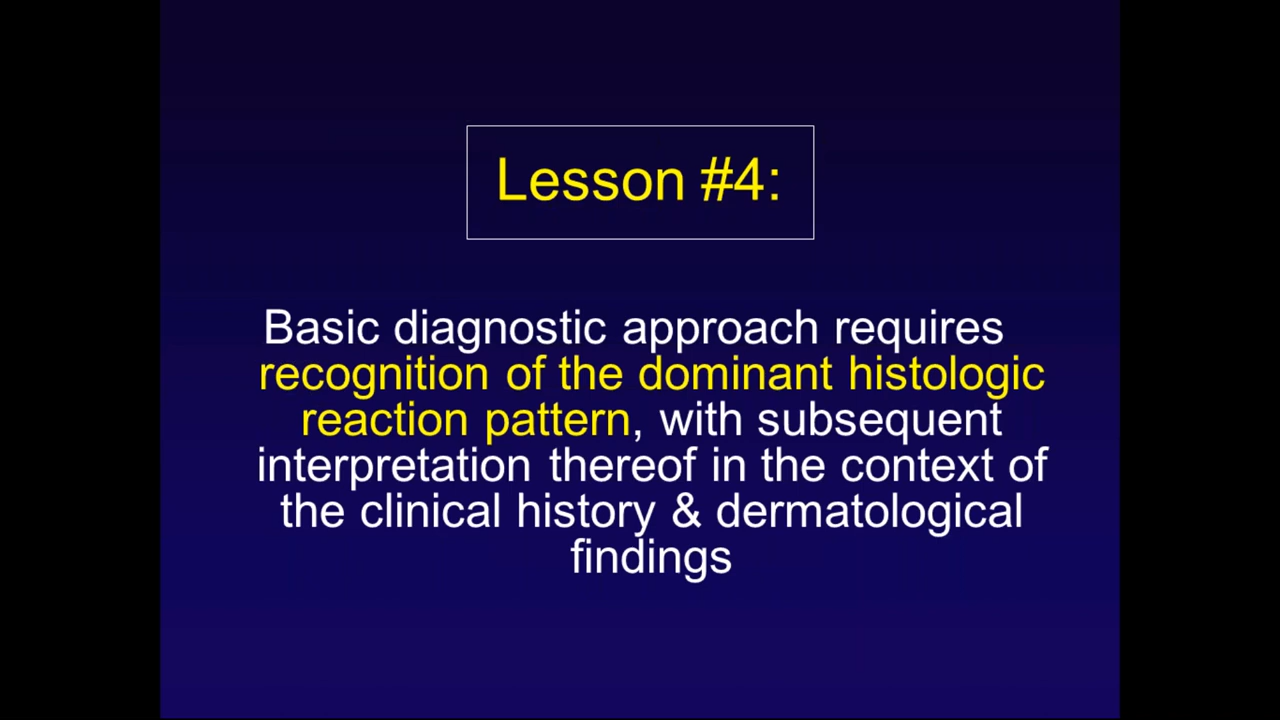 Lesson #4:
Basic diagnostic approach requires
recognition of the dominant histologic
reaction pattern, with subsequent
interpretation thereof in the context of
the clinical history & dermatological
findings